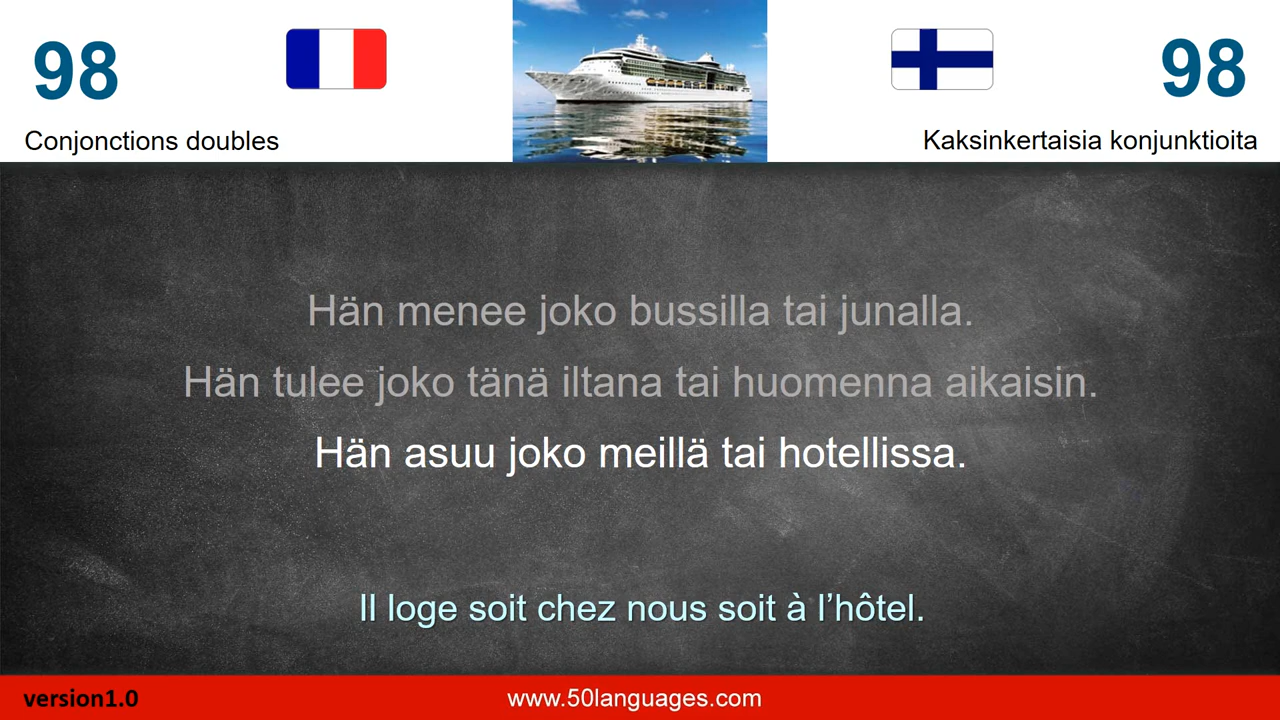 98
98
Conjonctions doubles
Kaksinkertaisia konjunktioita
Hän menee joko bussilla tai junalla.
Hän tulee joko tänä iltana tai huomenna aikaisin.
Hän asuu joko meillä tai hotellissa.
Il loge soit chez nous soit à l’hôtel.
version1.0
www.50languages.com